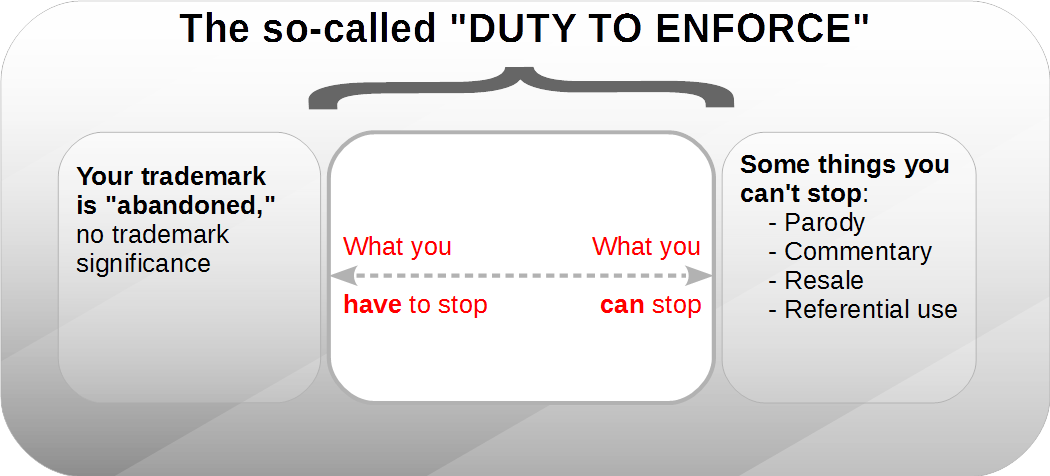 The so-called "DUTY TO ENFORCE"
Your trademark
is "abandoned,"
no trademark
significance
What you
have to stop
What you
can stop
Some things you
can't stop:
- Parody
- Commentary
- Resale
- Referential use